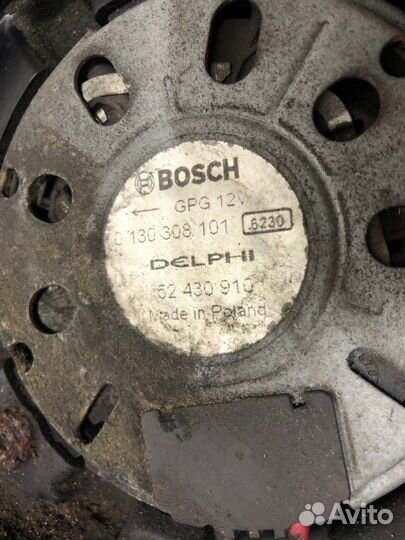 BOSCH
GPG 12V
0 130 308 101 6230
DELPHI
52 430 910
Made in Poland
Avito